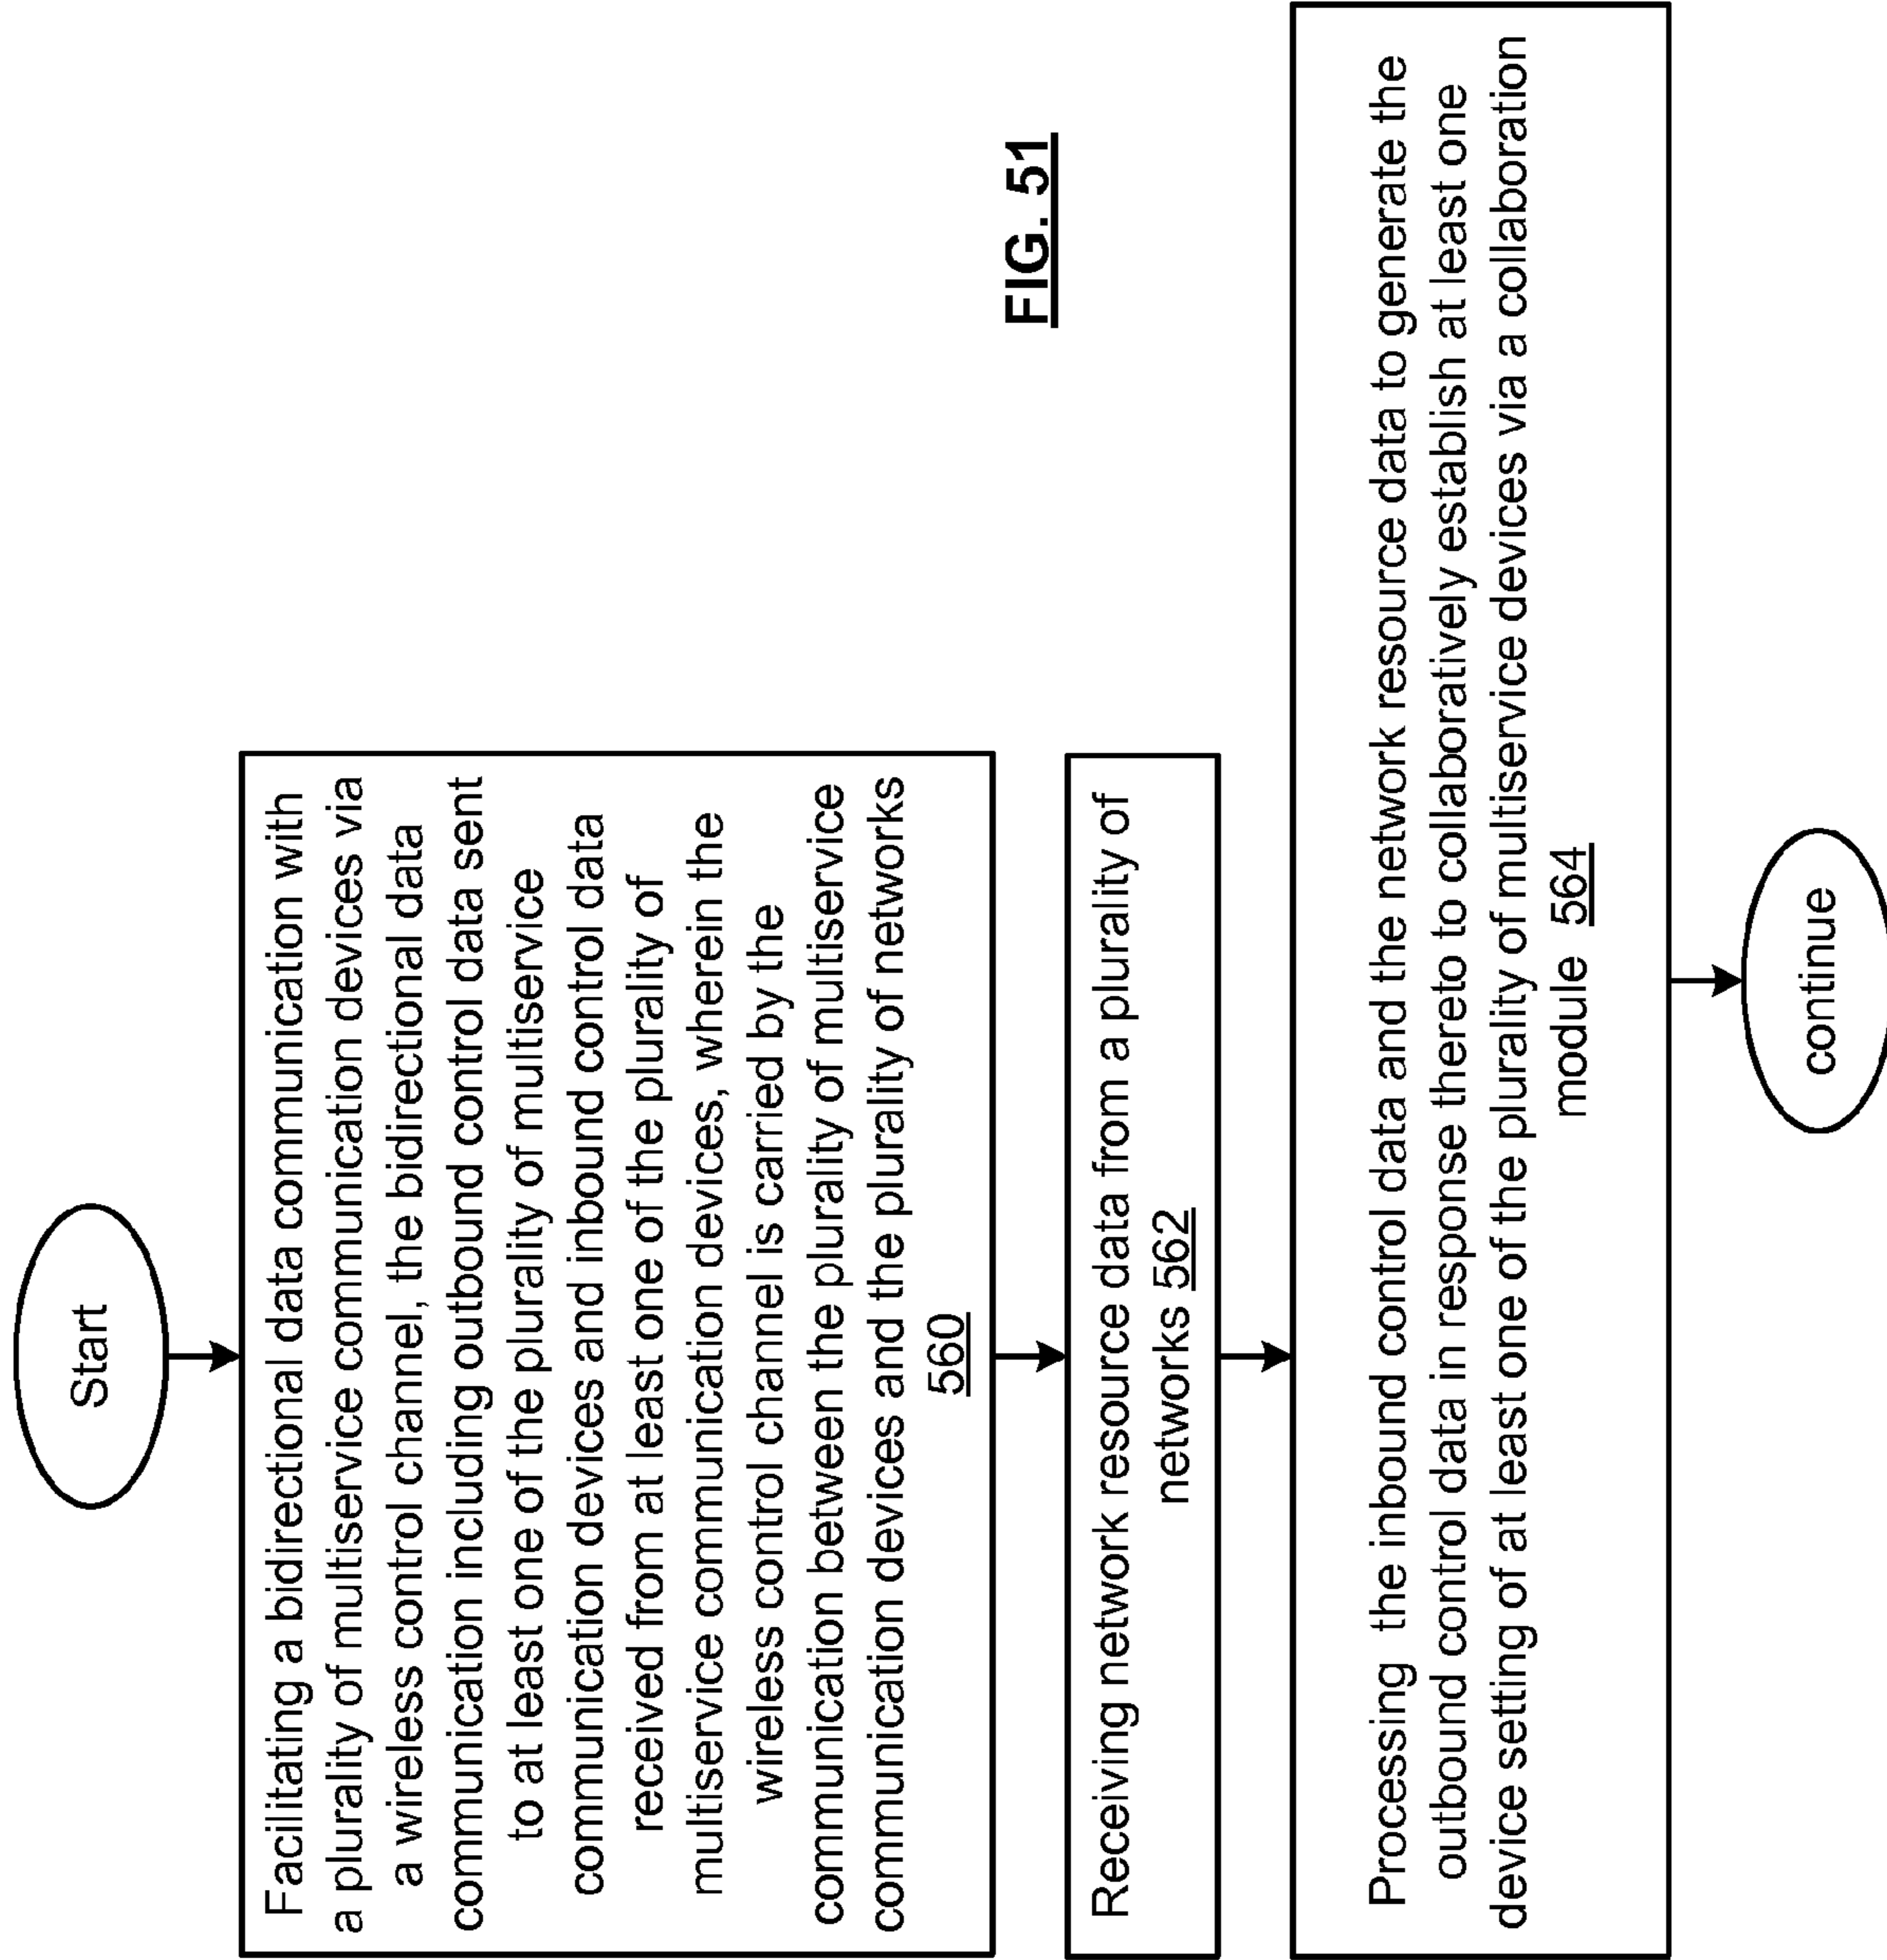 Start
Facilitating a bidirectional data communication with
a plurality of multiservice communication devices via
a wireless control channel, the bidirectional data
communication including outbound control data sent
to at least one of the plurality of multiservice
communication devices and inbound control data
received from at least one of the plurality of
multiservice communication devices, wherein the
wireless control channel is carried by the
communication between the plurality of multiservice
communication devices and the plurality of networks
560
Receiving network resource data from a plurality of
networks 562
Processing the inbound control data and the network resource data to generate the
outbound control data in response thereto to collaboratively establish at least one
device setting of at least one of the plurality of multiservice devices via a collaboration
module 564
continue
FIG. 51